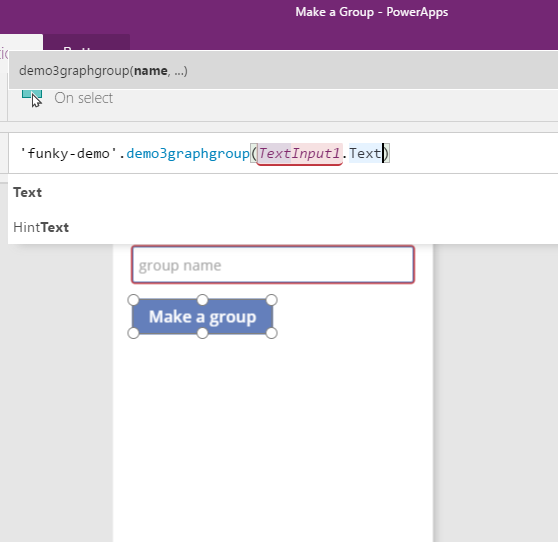 Make a Group - PowerApps
demo3graphgroup(name, ...)
On select
'funky-demo'.demo3graphgroup(TextInput1.Text)
Text
HintText
group name
Make a group